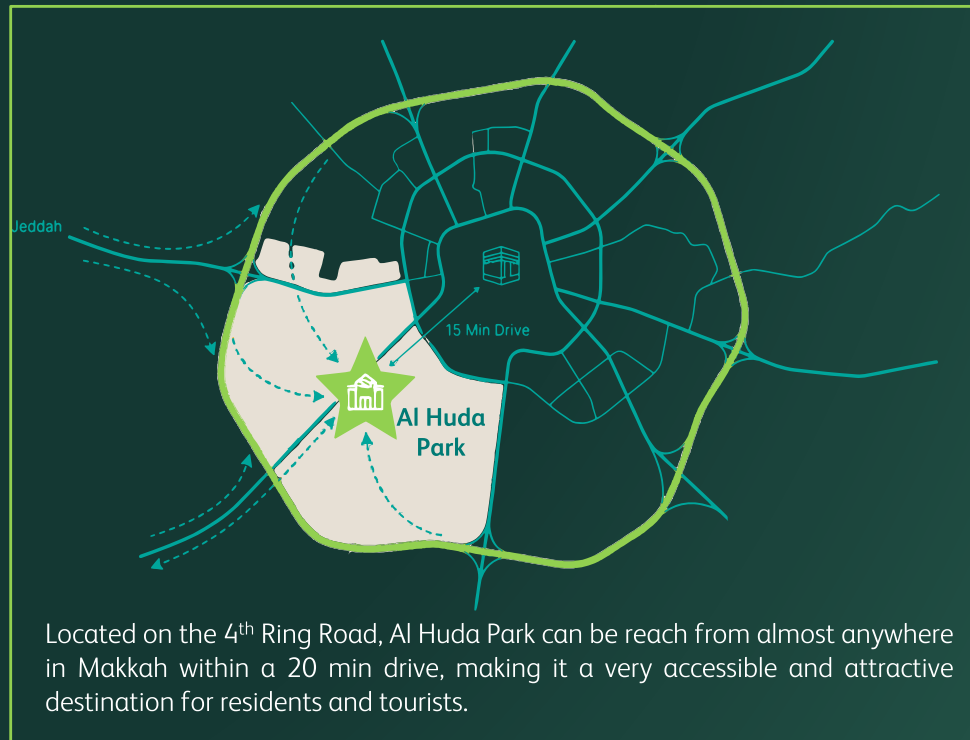 Jeddah
15 Min Drive
Al Huda
Park
Located on the 4th Ring Road, Al Huda Park can be reach from almost anywhere
in Makkah within a 20 min drive, making it a very accessible and attractive
destination for residents and tourists.